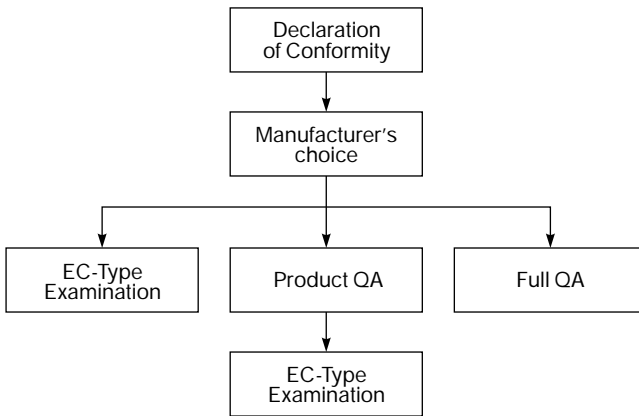 Declaration
of Conformity
Manufacturer's
choice
EC-Type
Examination
Product QA
Full QA
EC-Type
Examination